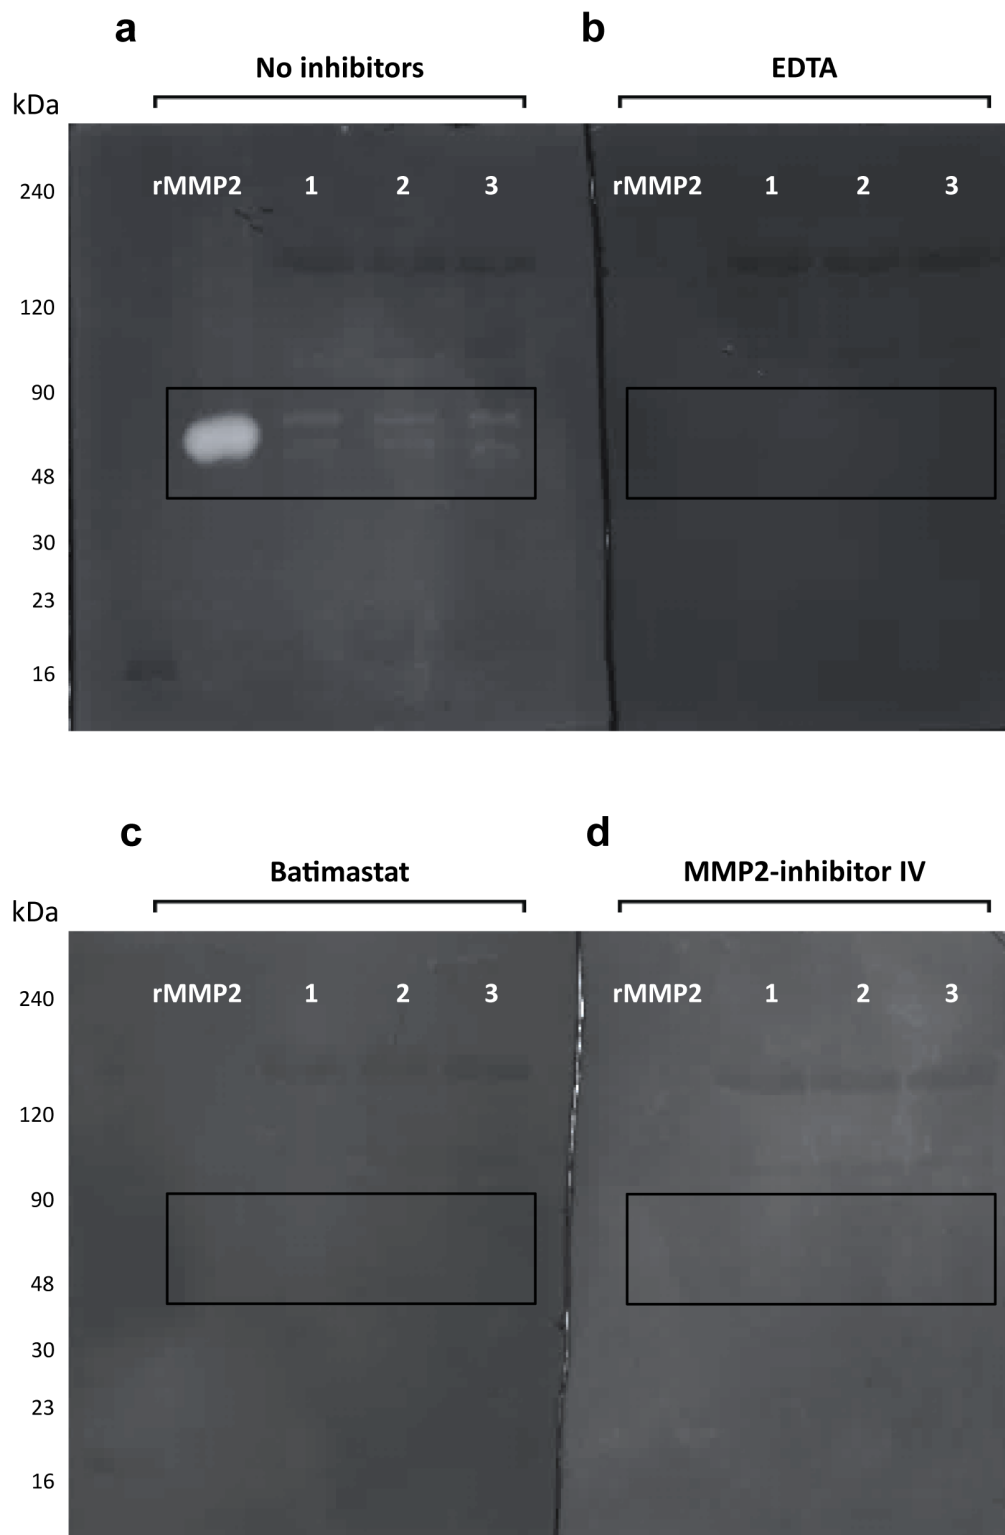 a b
No inhibitors EDTA
kDa
rMMP2 1 2 3 rMMP2 1 2 3
240
120
90
48
30
23
16
c d
Batimastat MMP2-inhibitor IV
kDa
rMMP2 1 2 3 rMMP2 1 2 3
240
120
90
48
30
23
16